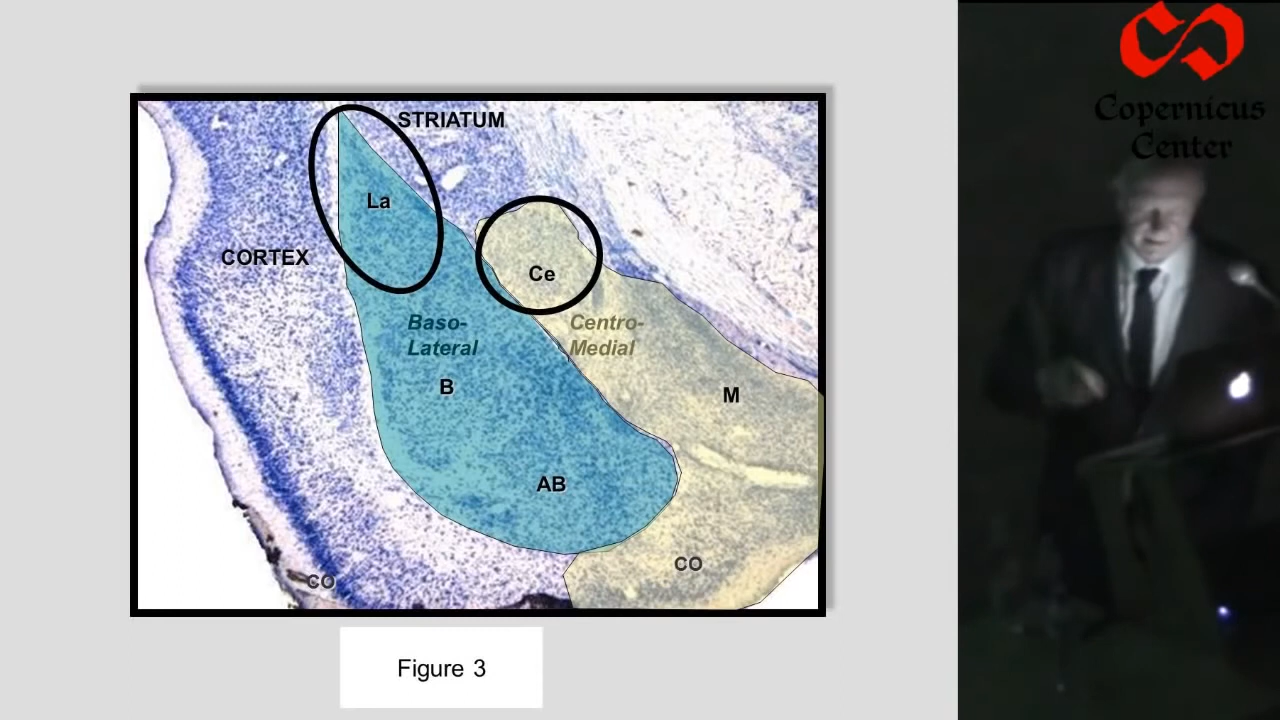 STRIATUM
La
CORTEX
Ce
Baso-
Lateral
Centro-
Medial
B
M
AB
CO
CO
Figure 3
Copernicus
Center